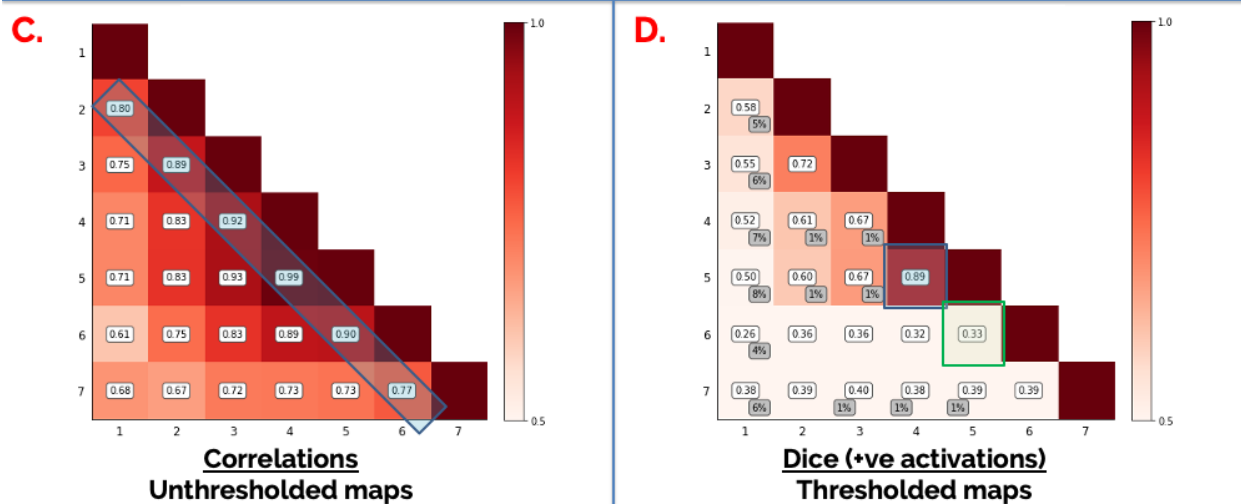 C.
1.0
1
2 0.80
3 0.75 0.89
4 0.71 0.83 0.92
5 0.71 0.83 0.93 0.99
6 0.61 0.75 0.83 0.89 0.90
7 0.68 0.67 0.72 0.73 0.73 0.77
0.5
1 2 3 4 5 6 7
Correlations
Unthresholded maps
D.
1.0
1
2 0.58
5%
3 0.55 0.72
6%
4 0.52 0.61 0.67
7% 1% 1%
5 0.50 0.60 0.67 0.89
8% 1% 1%
6 0.26 0.36 0.36 0.32 0.33
4%
7 0.38 0.39 0.40 0.38 0.39 0.39
6% 1% 1% 1%
0.5
1 2 3 4 5 6 7
Dice (+ve activations)
Thresholded maps